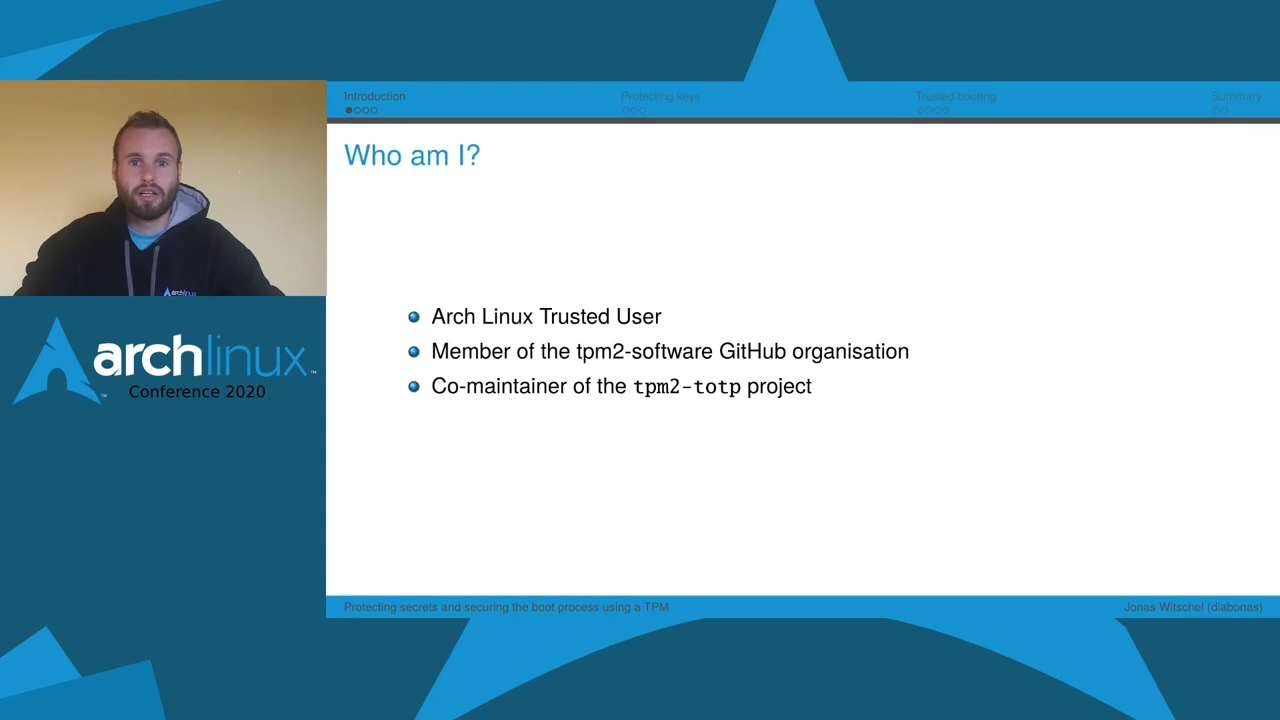 Introduction
Protecting keys
Trusted booting
Summary
Who am I?
archlinux
Arch Linux Trusted User
archlinux™
Member of the tpm2-software GitHub organisation
Conference 2020
Co-maintainer of the tpm2-totp project
Protecting secrets and securing the boot process using a TPM
Jonas Witschel (diabonas)